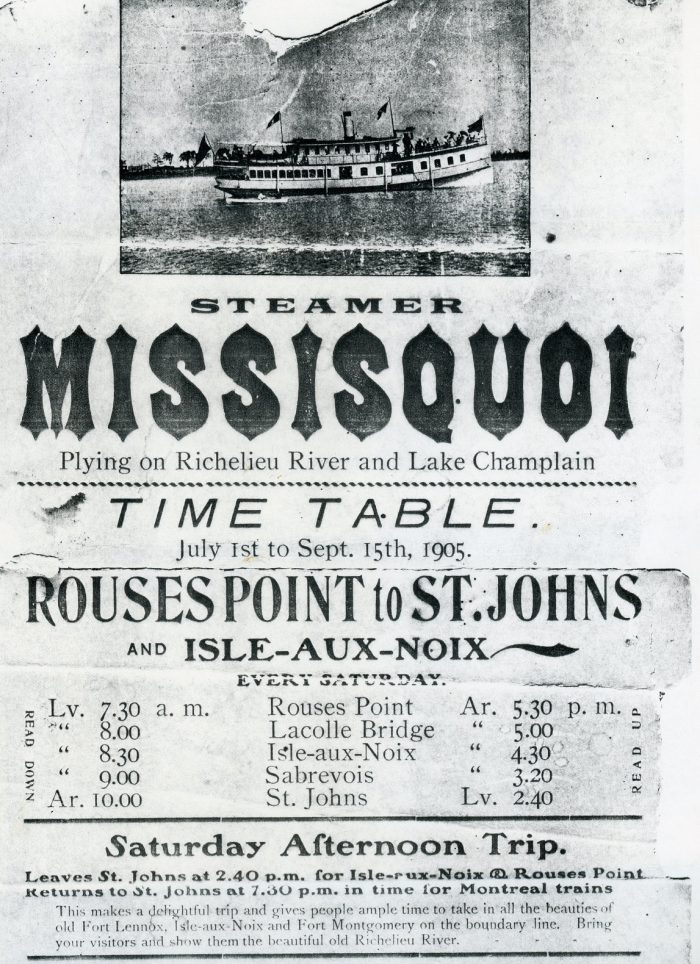 STEAMER
MISSISQUOI
Plying on Richelieu River and Lake Champlain
TIME TABLE.
July 1st to Sept. 15th, 1905.
ROUSES POINT to ST. JOHNS
AND ISLE-AUX-NOIX
EVERY SATURDAY.
READ DOWN
Lv. 7.30 a. m. Rouses Point Ar. 5.30 p. m.
" 8.00 Lacolle Bridge " 5.00
" 8.30 Isle-aux-Noix " 4.30
" 9.00 Sabrevois " 3.20
Ar. 10.00 St. Johns Lv. 2.40
READ UP
Saturday Afternoon Trip.
Leaves St. Johns at 2.40 p.m. for Isle-aux-Noix & Rouses Point
Returns to St. Johns at 7.30 p.m. in time for Montreal trains
This makes a delightful trip and gives people ample time to take in all the beauties of
old Fort Lennox, Isle-aux-Noix and Fort Montgomery on the boundary line. Bring
your visitors and show them the beautiful old Richelieu River.